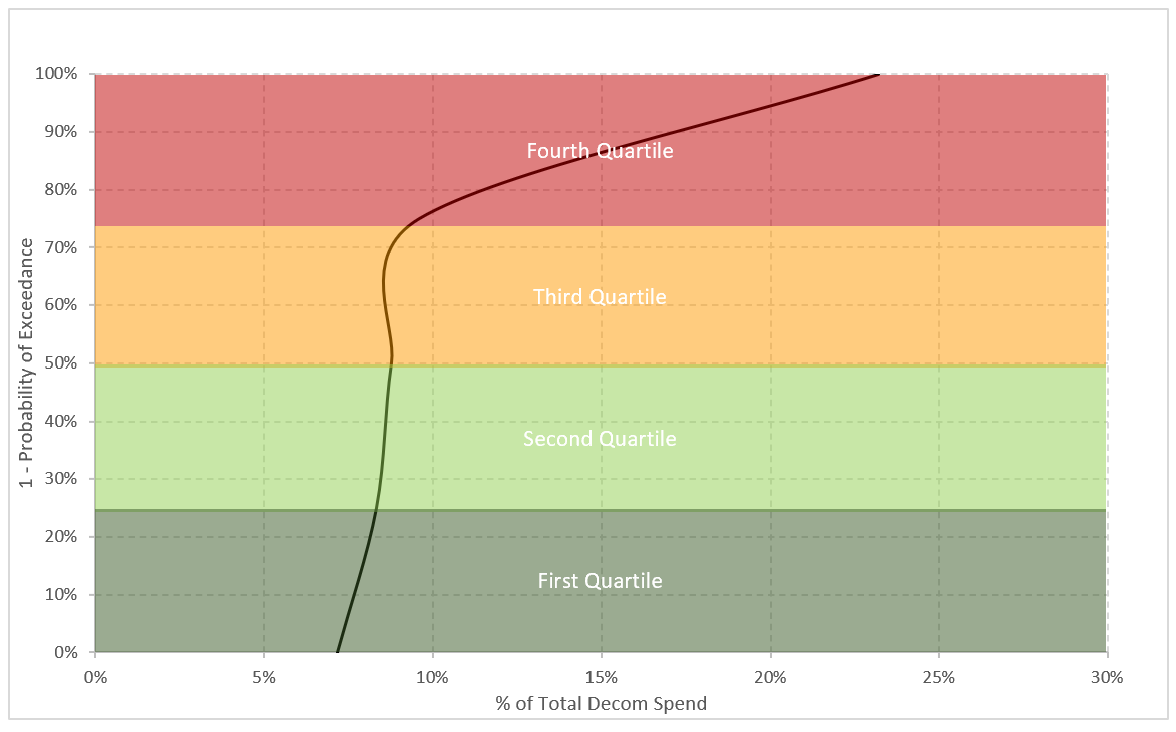 100%
90%
80%
70%
60%
50%
40%
30%
20%
10%
0%
1 - Probability of Exceedance
Fourth Quartile
Third Quartile
Second Quartile
First Quartile
0% 5% 10% 15% 20% 25% 30%
% of Total Decom Spend